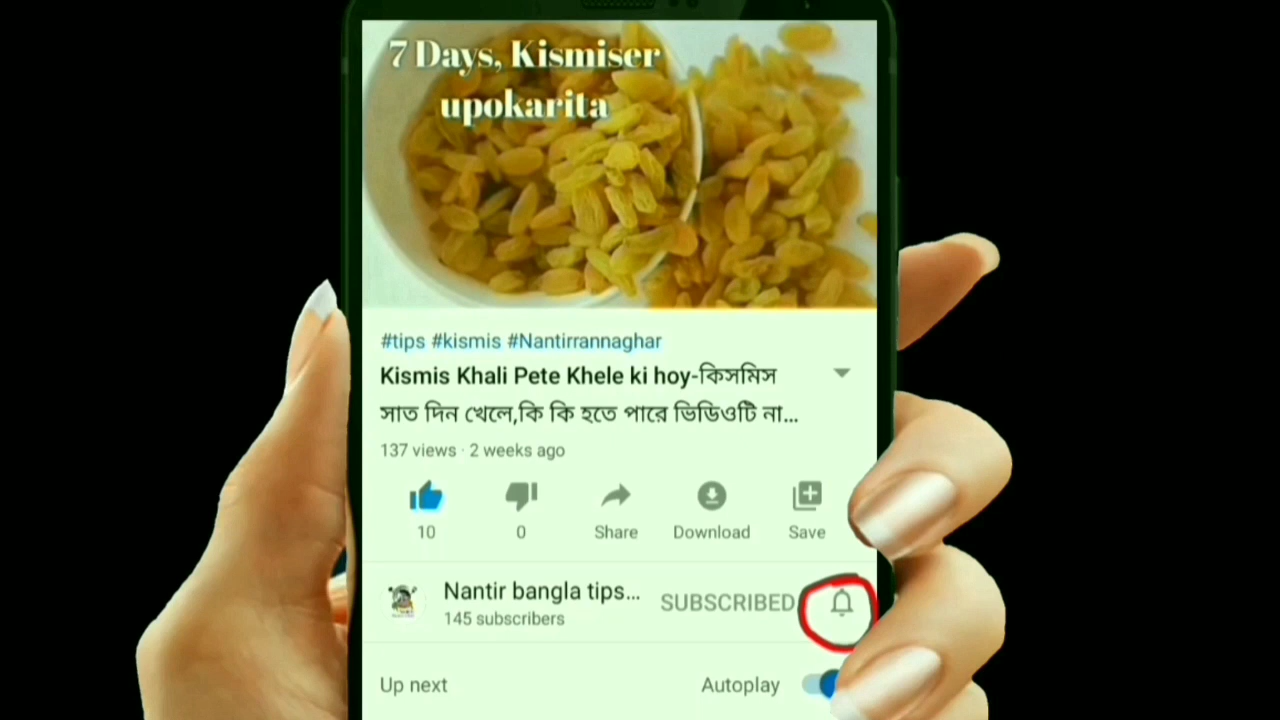 7 Days, Kismiser
upokarita
#tips #kismis #Nantirrannaghar
Kismis Khali Pete Khele ki hoy-কিসমিস
সাত দিন খেলে,কি কি হতে পারে ভিডিওটি না...
137 views · 2 weeks ago
10 0 Share Download Save
Nantir bangla tips... SUBSCRIBED
145 subscribers
Up next Autoplay